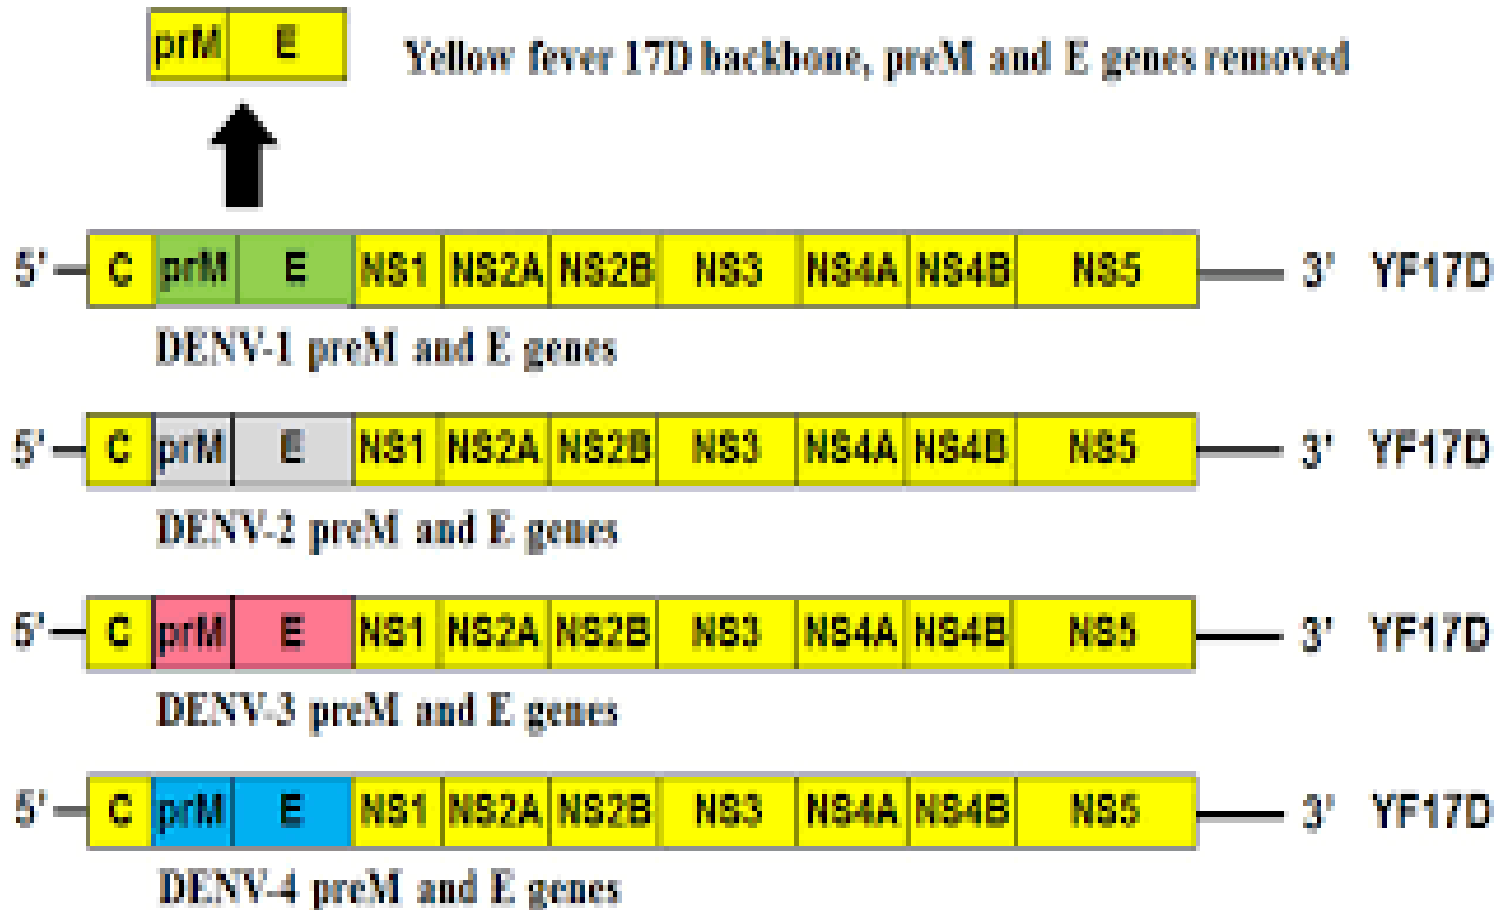 prM E Yellow fever 17D backbone, preM and E genes removed
5' C prM E NS1 NS2A NS2B NS3 NS4A NS4B NS5 3' YF17D
DENV-1 preM and E genes
5' C prM E NS1 NS2A NS2B NS3 NS4A NS4B NS5 3' YF17D
DENV-2 preM and E genes
5' C prM E NS1 NS2A NS2B NS3 NS4A NS4B NS5 3' YF17D
DENV-3 preM and E genes
5' C prM E NS1 NS2A NS2B NS3 NS4A NS4B NS5 3' YF17D
DENV-4 preM and E genes